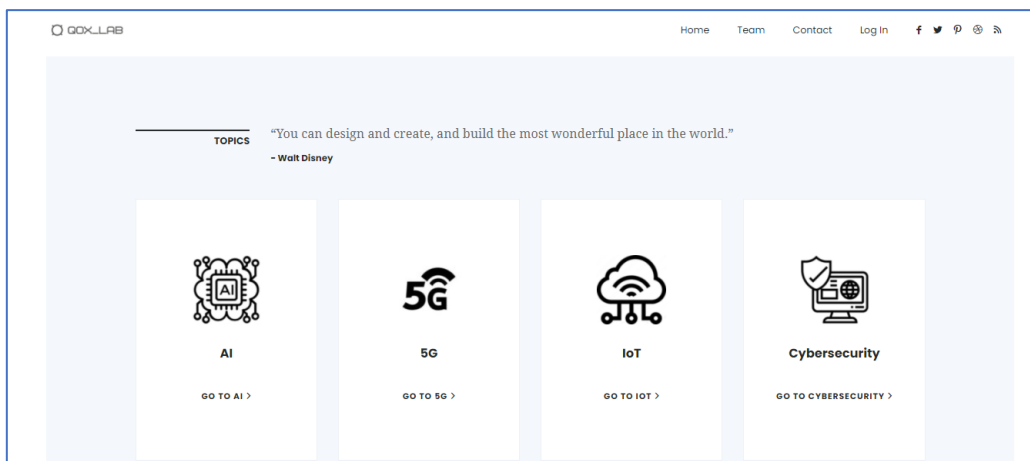 QOX_LAB
Home Team Contact Log In
TOPICS
“You can design and create, and build the most wonderful place in the world.”
- Walt Disney
AI
5G
AI
GO TO AI >
5G
GO TO 5G >
IoT
GO TO IOT >
Cybersecurity
GO TO CYBERSECURITY >